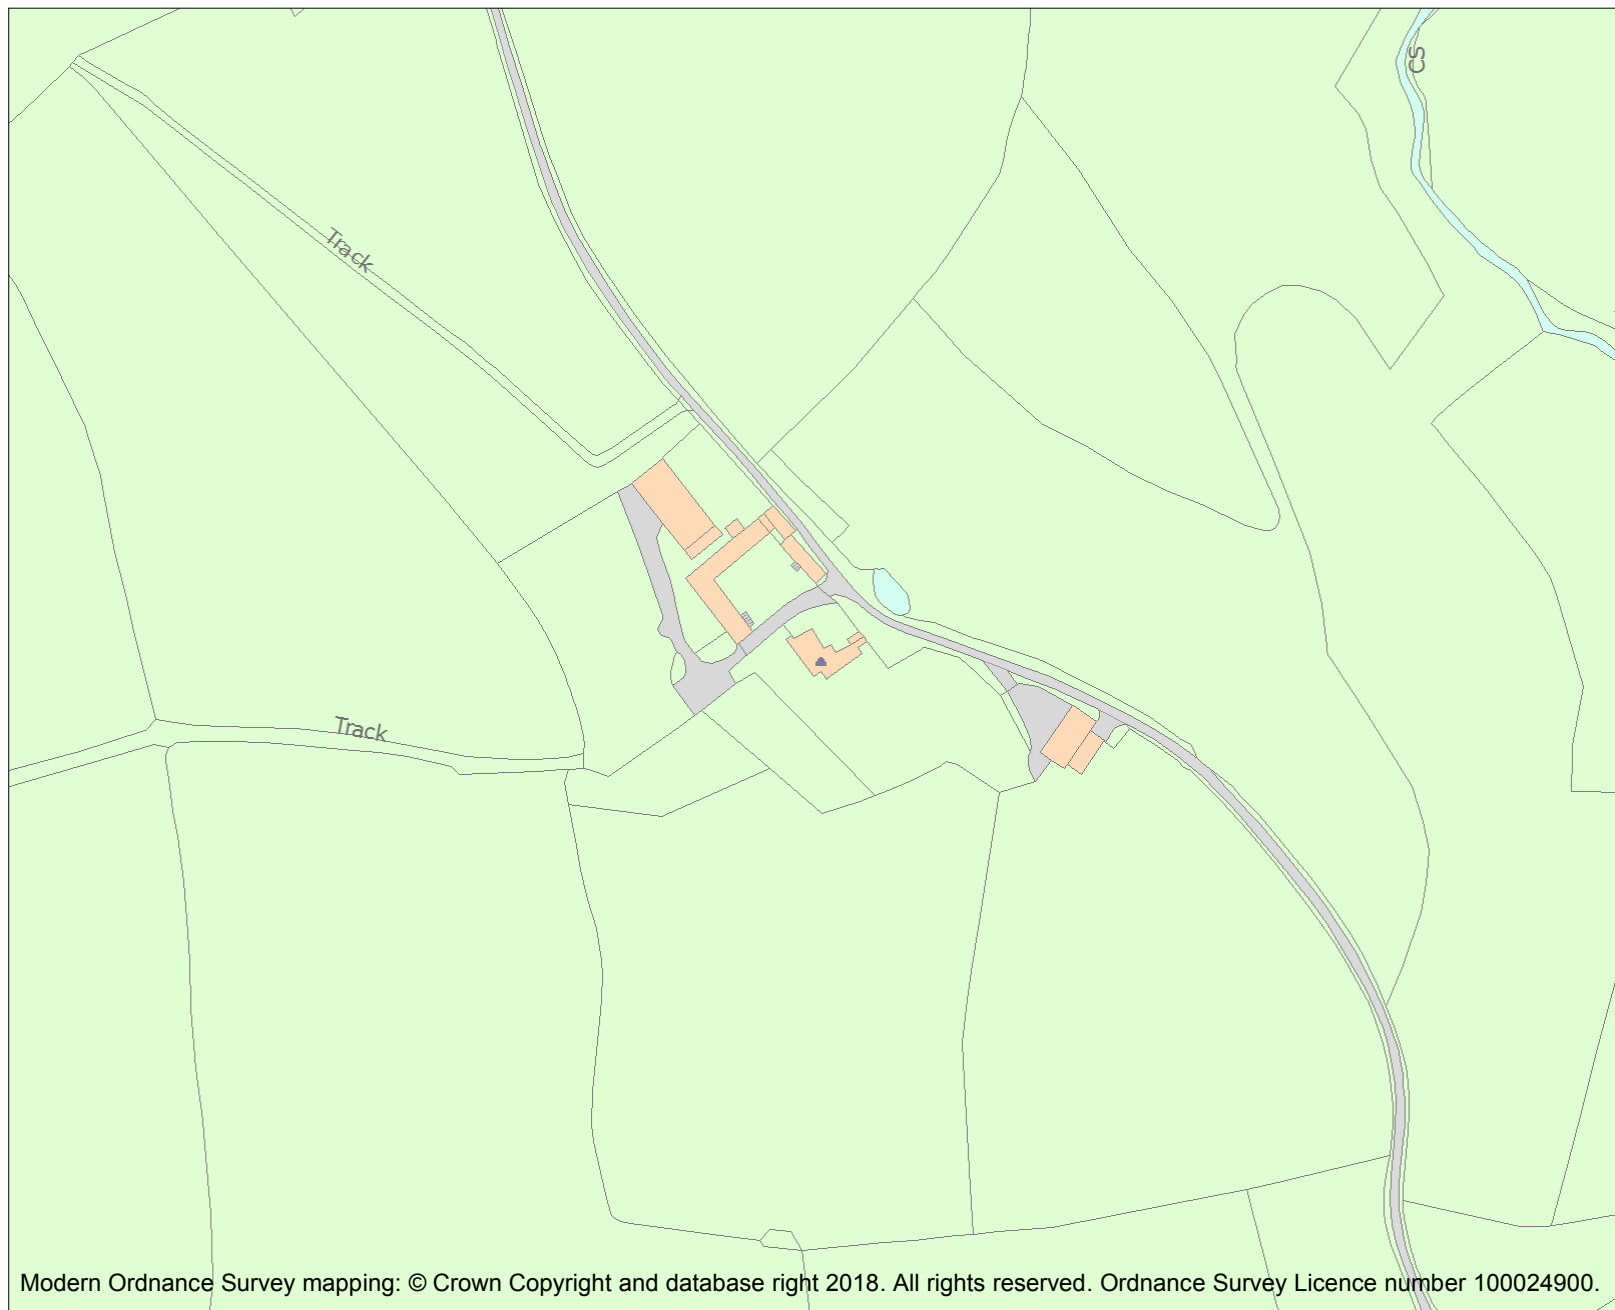 CS
Track
Track
Modern Ordnance Survey mapping: © Crown Copyright and database right 2018. All rights reserved. Ordnance Survey Licence number 100024900.